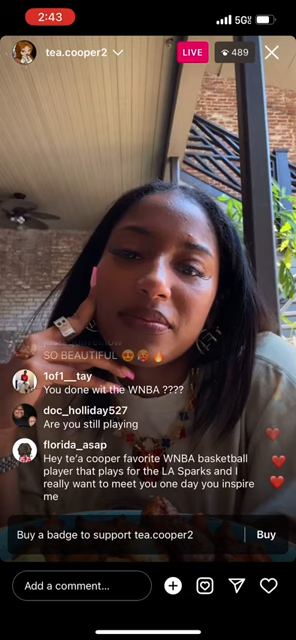 2:43
5G
tea.cooper2
LIVE
489
SO BEAUTIFUL 😍🥵🔥
1of1__tay
You done wit the WNBA ????
doc_holliday527
Are you still playing
florida_asap
Hey te'a cooper favorite WNBA basketball
player that plays for the LA Sparks and I
really want to meet you one day you inspire
me
Buy a badge to support tea.cooper2
Buy
Add a comment...